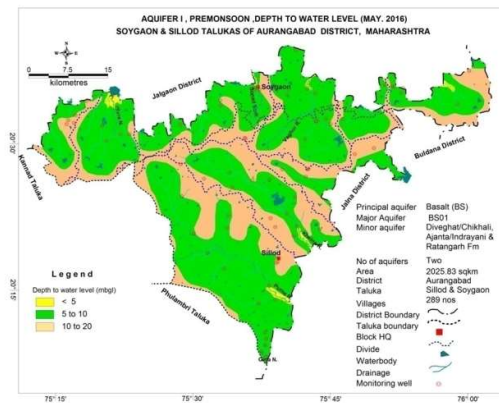 AQUIFER I , PREMONSOON ,DEPTH TO WATER LEVEL (MAY. 2016)
SOYGAON & SILLOD TALUKAS OF AURANGABAD DISTRICT, MAHARASHTRA
N
15 0 7.5 15
kilometres
Jalgaon District
Soygaon
Buldana District
Kannad Taluka
Jalna District
20°30'
20°15'
Sillod
Phulambri Taluka
Legend
Depth to water level (mbgl)
< 5
5 to 10
10 to 20
Principal aquifer Basalt (BS)
Major Aquifer BS01
Minor aquifer Diveghat/Chikhali,
Ajanta/Indrayani &
Ratangarh Fm
No of aquifers Two
Area 2025.83 sqkm
District Aurangabad
Taluka Sillod & Soygaon
Villages 289 nos
District Boundary
Taluka boundary
Block HQ
Divide
Waterbody
Drainage
Monitoring well
75° 15' 75° 30' 75° 45' 76° 00'